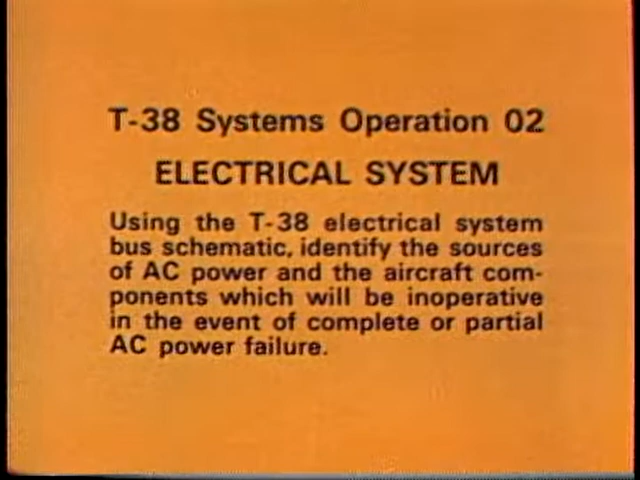 T-38 Systems Operation 02
ELECTRICAL SYSTEM
Using the T-38 electrical system
bus schematic, identify the sources
of AC power and the aircraft com-
ponents which will be inoperative
in the event of complete or partial
AC power failure.